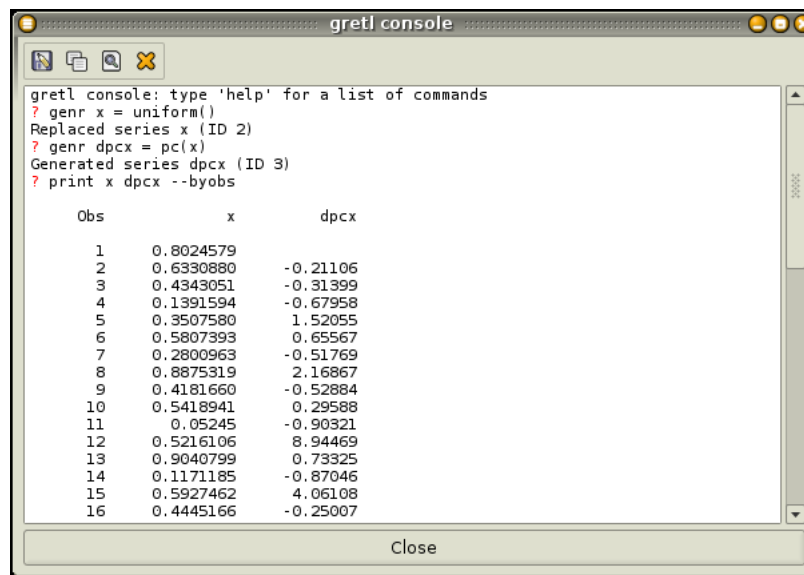 gretl console
gretl console: type 'help' for a list of commands
? genr x = uniform()
Replaced series x (ID 2)
? genr dpcx = pc(x)
Generated series dpcx (ID 3)
? print x dpcx --byobs
Obs x dpcx
1 0.8024579
2 0.6330880 -0.21106
3 0.4343051 -0.31399
4 0.1391594 -0.67958
5 0.3507580 1.52055
6 0.5807393 0.65567
7 0.2800963 -0.51769
8 0.8875319 2.16867
9 0.4181660 -0.52884
10 0.5418941 0.29588
11 0.05245 -0.90321
12 0.5216106 8.94469
13 0.9040799 0.73325
14 0.1171185 -0.87046
15 0.5927462 4.06108
16 0.4445166 -0.25007
Close